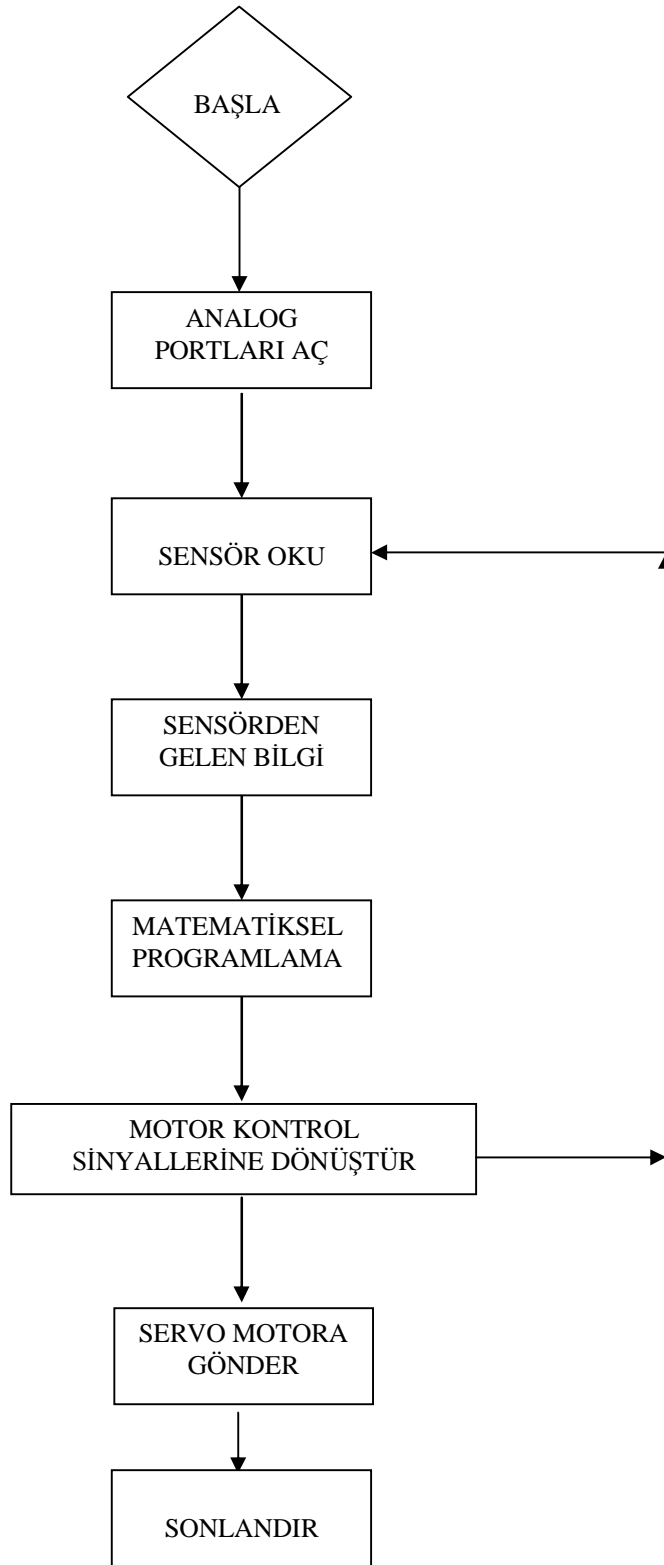 BAŞLA
ANALOG
PORTLARI AÇ
SENSÖR OKU
SENSÖRDEN
GELEN BİLGİ
MATEMATİKSEL
PROGRAMLAMA
MOTOR KONTROL
SİNYALLERİNE DÖNÜŞTÜR
SERVO MOTORA
GÖNDER
SONLANDIR